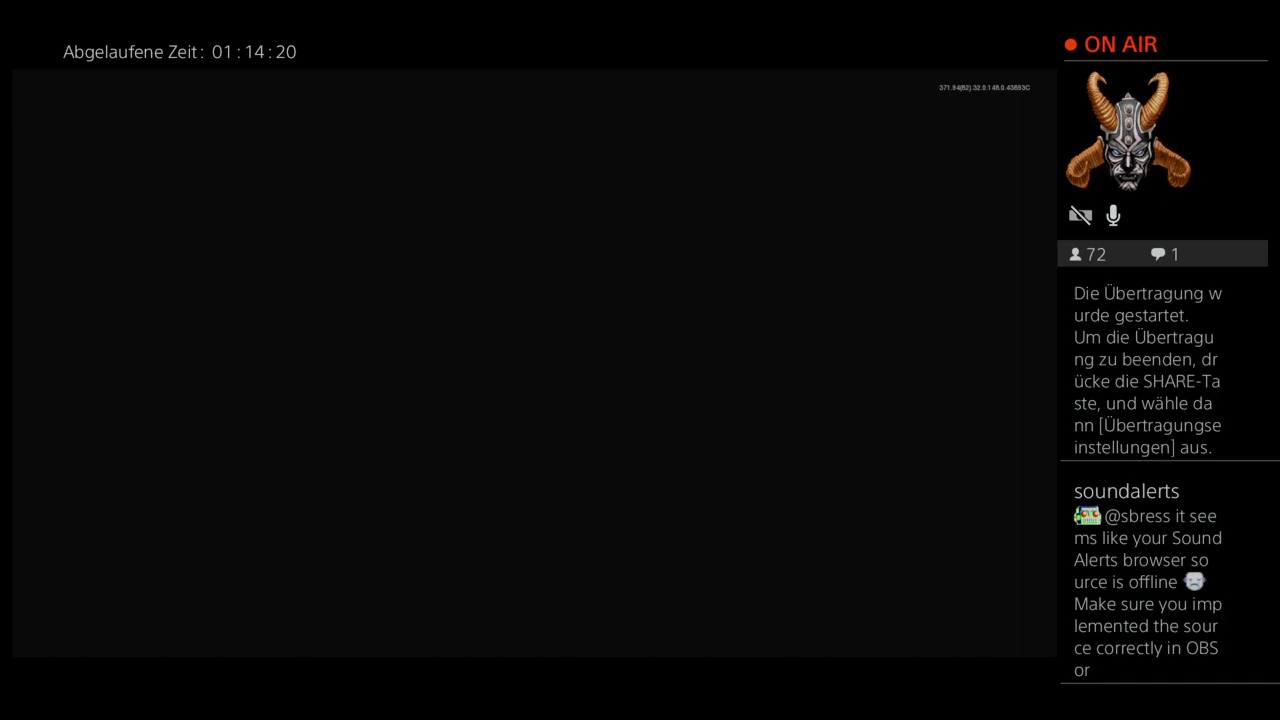 Abgelaufene Zeit: 01:14:20
ON AIR
72
1
Die Übertragung w
urde gestartet.
Um die Übertragu
ng zu beenden, dr
ücke die SHARE-Ta
ste, und wähle da
nn [Übertragungse
instellungen] aus.
soundalerts
@sbress it see
ms like your Sound
Alerts browser so
urce is offline
Make sure you imp
lemented the sour
ce correctly in OBS
or